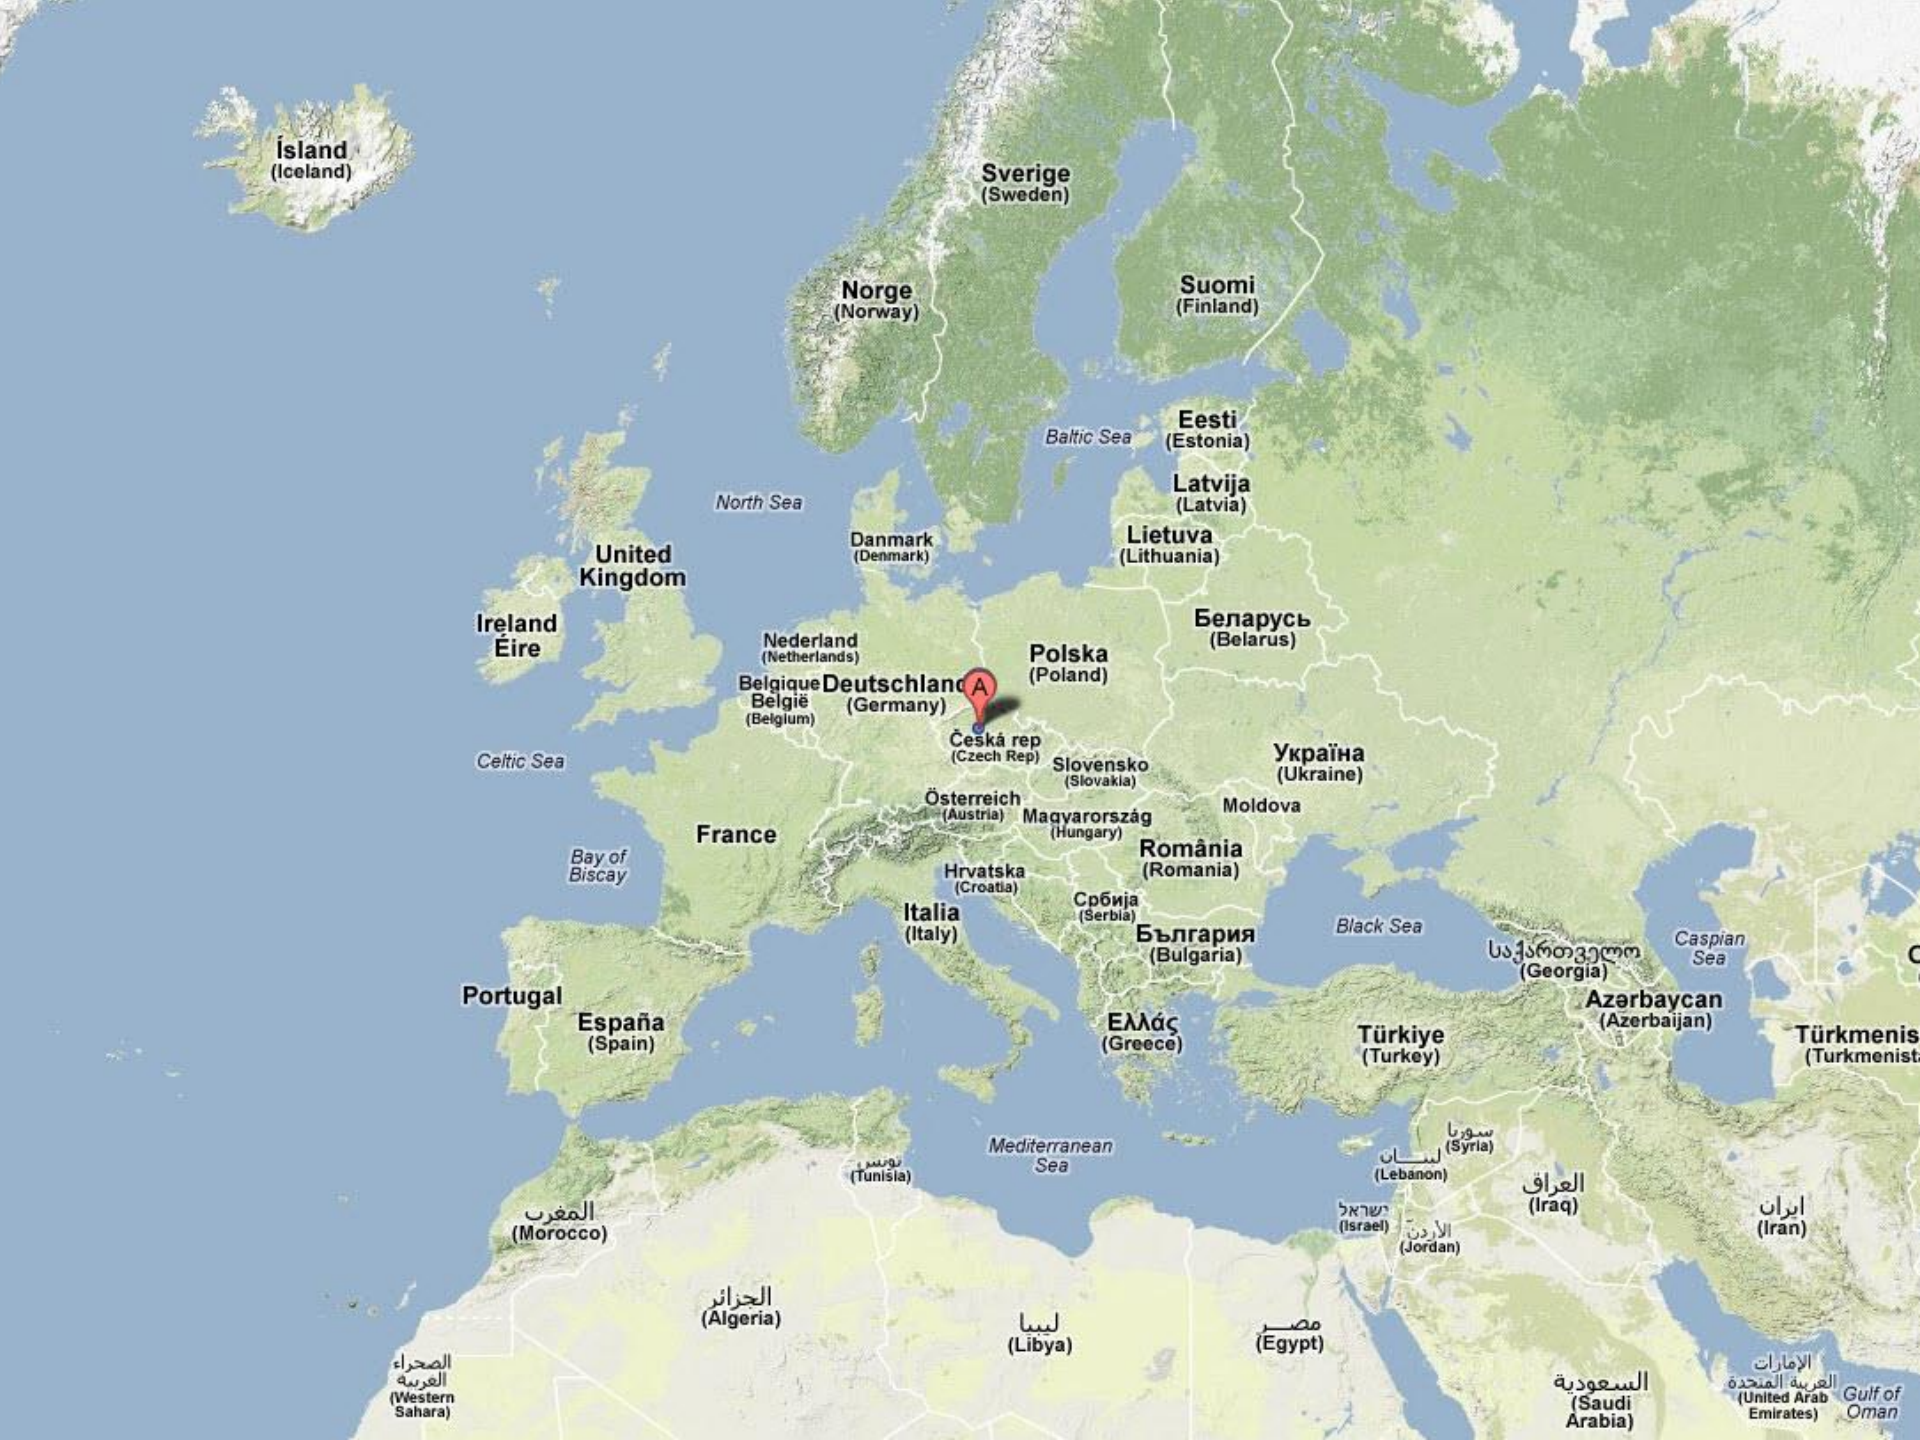 Ísland
(Iceland)
Sverige
(Sweden)
Norge
(Norway)
Suomi
(Finland)
Eesti
(Estonia)
Baltic Sea
Latvija
(Latvia)
North Sea
Danmark
(Denmark)
Lietuva
(Lithuania)
United
Kingdom
Ireland
Éire
Беларусь
(Belarus)
Nederland
(Netherlands)
Polska
(Poland)
Belgique
België
(Belgium)
Deutschland
(Germany)
A
Česká rep
(Czech Rep)
Celtic Sea
Slovensko
(Slovakia)
Україна
(Ukraine)
Österreich
(Austria)
Magyarország
(Hungary)
Moldova
France
România
(Romania)
Bay of
Biscay
Hrvatska
(Croatia)
Србија
(Serbia)
Italia
(Italy)
България
(Bulgaria)
Black Sea
Caspian
Sea
საქართველო
(Georgia)
Portugal
España
(Spain)
Azərbaycan
(Azerbaijan)
Ελλάς
(Greece)
Türkiye
(Turkey)
Türkmenis
(Turkmenista
Mediterranean
Sea
سوريا
(Syria)
تونس
(Tunisia)
لبنان
(Lebanon)
العراق
(Iraq)
المغرب
(Morocco)
ישראל
(Israel)
الأردن
(Jordan)
ایران
(Iran)
الجزائر
(Algeria)
ليبيا
(Libya)
مصر
(Egypt)
الصحراء
الغربية
(Western
Sahara)
السعودية
(Saudi
Arabia)
الإمارات
العربية المتحدة
(United Arab
Emirates)
Gulf of
Oman